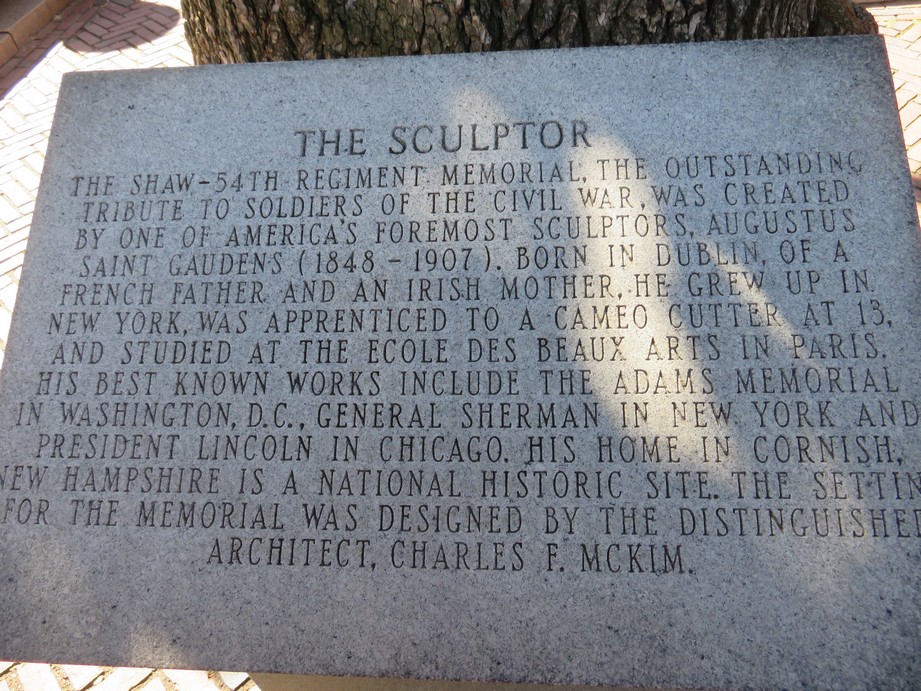 THE SCULPTOR
THE SHAW-54TH REGIMENT MEMORIAL, THE OUTSTANDING
TRIBUTE TO SOLDIERS OF THE CIVIL WAR, WAS CREATED
BY ONE OF AMERICA'S FOREMOST SCULPTORS, AUGUSTUS
SAINT GAUDENS (1848 - 1907). BORN IN DUBLIN, OF A
FRENCH FATHER AND AN IRISH MOTHER, HE GREW UP IN
NEW YORK, WAS APPRENTICED TO A CAMEO CUTTER AT 13,
AND STUDIED AT THE ECOLE DES BEAUX ARTS IN PARIS.
HIS BEST KNOWN WORKS INCLUDE THE ADAMS MEMORIAL
IN WASHINGTON, D.C., GENERAL SHERMAN IN NEW YORK AND
PRESIDENT LINCOLN IN CHICAGO. HIS HOME IN CORNISH,
NEW HAMPSHIRE IS A NATIONAL HISTORIC SITE. THE SETTIN
FOR THE MEMORIAL WAS DESIGNED BY THE DISTINGUISHE
ARCHITECT, CHARLES F. MCKIM.